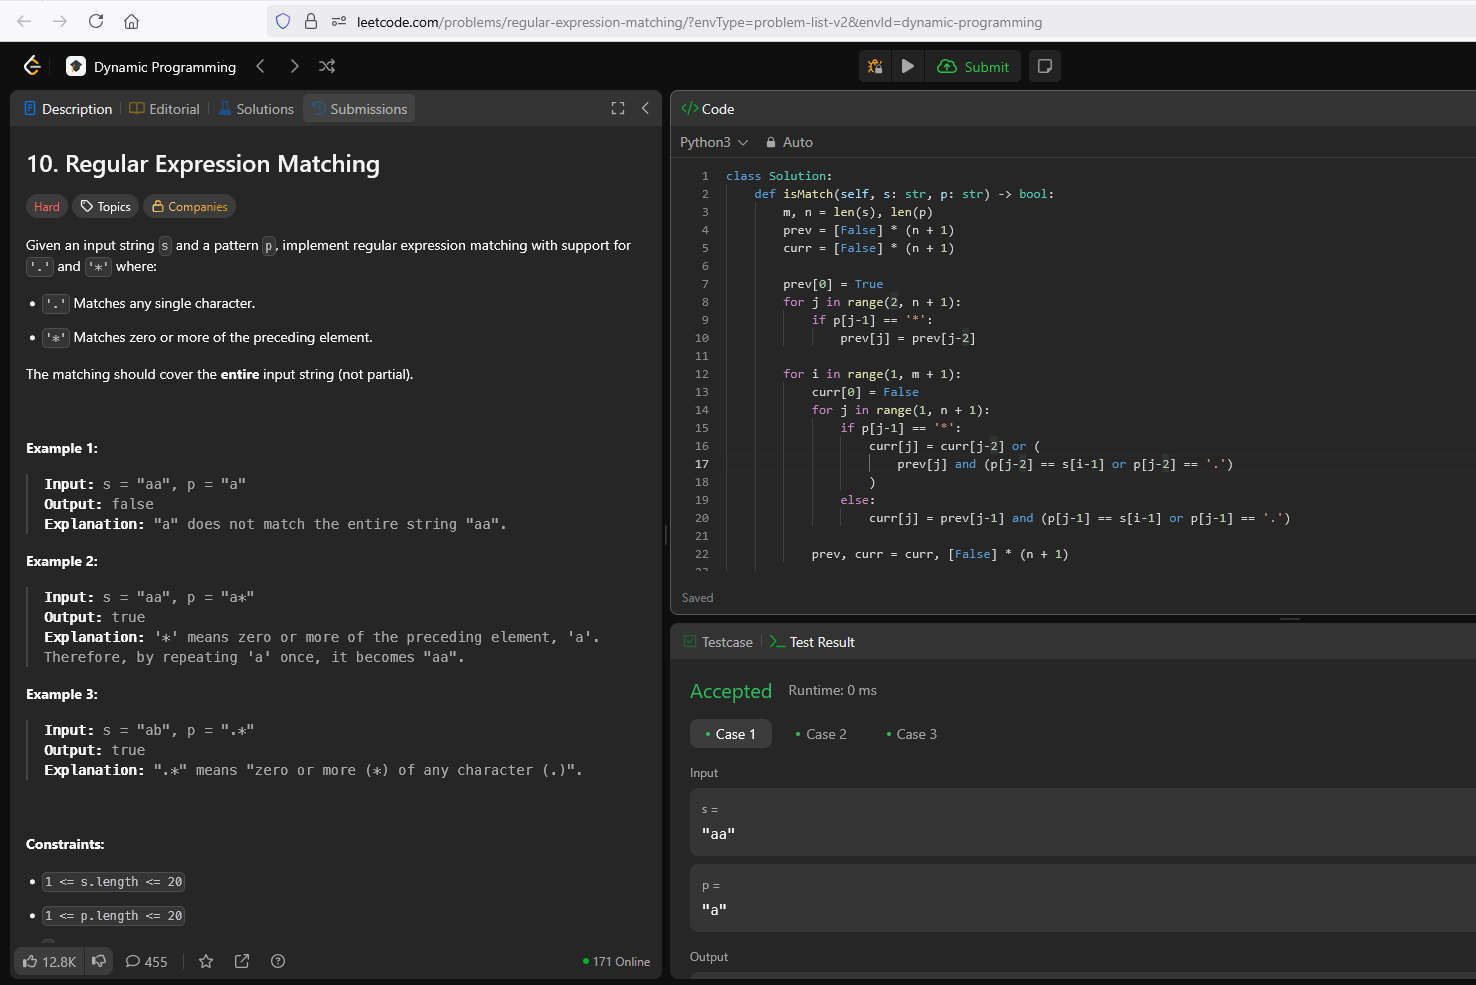 leetcode.com/problems/regular-expression-matching/?envType=problem-list-v2&envId=dynamic-programming
Dynamic Programming
Submit
Description
Editorial
Solutions
Submissions
10. Regular Expression Matching
Hard
Topics
Companies
Given an input string s and a pattern p, implement regular expression matching with support for
'.' and '*' where:
• '.' Matches any single character.
• '*' Matches zero or more of the preceding element.
The matching should cover the entire input string (not partial).
Example 1:
Input: s = "aa", p = "a"
Output: false
Explanation: "a" does not match the entire string "aa".
Example 2:
Input: s = "aa", p = "a*"
Output: true
Explanation: '*' means zero or more of the preceding element, 'a'.
Therefore, by repeating 'a' once, it becomes "aa".
Example 3:
Input: s = "ab", p = ".*"
Output: true
Explanation: ".*" means "zero or more (*) of any character (.)".
Constraints:
• 1 <= s.length <= 20
• 1 <= p.length <= 20
12.8K
455
171 Online
</> Code
Python3
Auto
1 class Solution:
2     def isMatch(self, s: str, p: str) -> bool:
3         m, n = len(s), len(p)
4         prev = [False] * (n + 1)
5         curr = [False] * (n + 1)
6
7         prev[0] = True
8         for j in range(2, n + 1):
9             if p[j-1] == '*':
10                 prev[j] = prev[j-2]
11
12         for i in range(1, m + 1):
13             curr[0] = False
14             for j in range(1, n + 1):
15                 if p[j-1] == '*':
16                     curr[j] = curr[j-2] or (
17                         prev[j] and (p[j-2] == s[i-1] or p[j-2] == '.')
18                     )
19                 else:
20                     curr[j] = prev[j-1] and (p[j-1] == s[i-1] or p[j-1] == '.')
21
22             prev, curr = curr, [False] * (n + 1)
Saved
Testcase
Test Result
Accepted
Runtime: 0 ms
• Case 1
• Case 2
• Case 3
Input
s =
"aa"
p =
"a"
Output